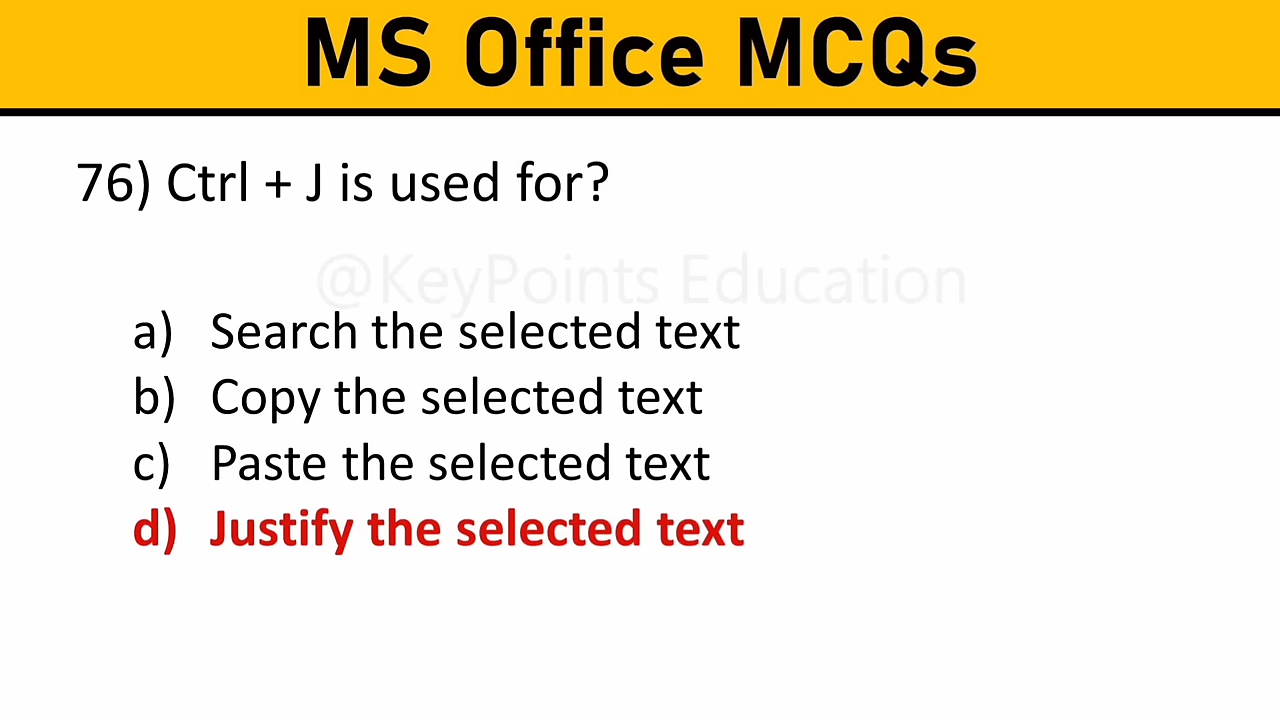 MS Office MCQs
76) Ctrl + J is used for?
@KeyPoints Education
a) Search the selected text
b) Copy the selected text
c) Paste the selected text
d) Justify the selected text